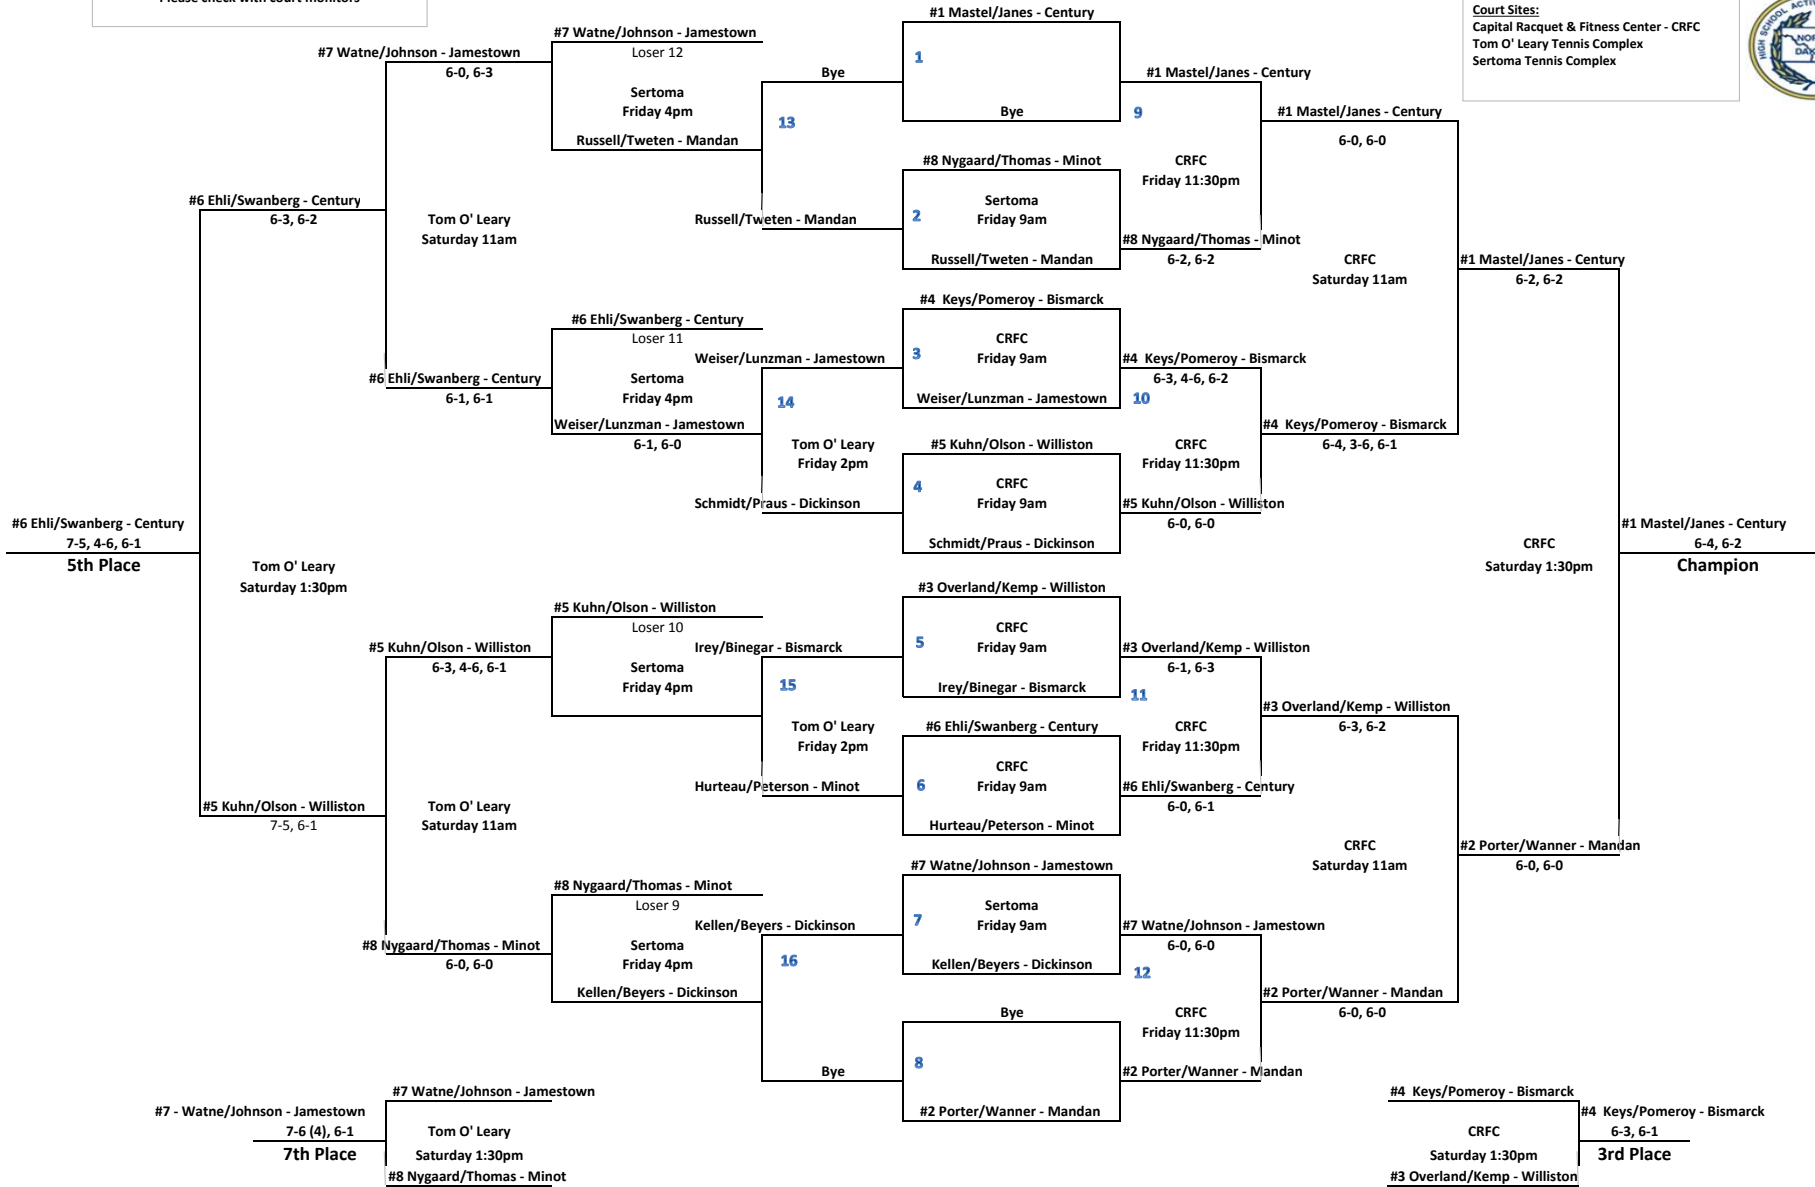 Please check with court monitors
Court Sites:
Capital Racquet & Fitness Center - CRFC
Tom O' Leary Tennis Complex
Sertoma Tennis Complex
HIGH SCHOOL
#1 Mastel/Janes - Century
1
Bye
#8 Nygaard/Thomas - Minot
2
Sertoma
Friday 9am
Russell/Tweten - Mandan
#4 Keys/Pomeroy - Bismarck
3
CRFC
Friday 9am
Weiser/Lunzman - Jamestown
#5 Kuhn/Olson - Williston
4
CRFC
Friday 9am
Schmidt/Praus - Dickinson
#3 Overland/Kemp - Williston
5
CRFC
Friday 9am
Irey/Binegar - Bismarck
#6 Ehli/Swanberg - Century
6
CRFC
Friday 9am
Hurteau/Peterson - Minot
#7 Watne/Johnson - Jamestown
7
Sertoma
Friday 9am
Kellen/Beyers - Dickinson
Bye
8
#2 Porter/Wanner - Mandan
#1 Mastel/Janes - Century
9
CRFC
Friday 11:30pm
#8 Nygaard/Thomas - Minot
6-2, 6-2
#4 Keys/Pomeroy - Bismarck
6-3, 4-6, 6-2
10
CRFC
Friday 11:30pm
#5 Kuhn/Olson - Williston
6-0, 6-0
#3 Overland/Kemp - Williston
6-1, 6-3
11
CRFC
Friday 11:30pm
#6 Ehli/Swanberg - Century
6-0, 6-1
#7 Watne/Johnson - Jamestown
6-0, 6-0
12
CRFC
Friday 11:30pm
#2 Porter/Wanner - Mandan
#1 Mastel/Janes - Century
6-0, 6-0
CRFC
Saturday 11am
#4 Keys/Pomeroy - Bismarck
6-4, 3-6, 6-1
#3 Overland/Kemp - Williston
6-3, 6-2
CRFC
Saturday 11am
#2 Porter/Wanner - Mandan
6-0, 6-0
#1 Mastel/Janes - Century
6-2, 6-2
CRFC
Saturday 1:30pm
#2 Porter/Wanner - Mandan
6-0, 6-0
#1 Mastel/Janes - Century
6-4, 6-2
Champion
#4 Keys/Pomeroy - Bismarck
CRFC
Saturday 1:30pm
#3 Overland/Kemp - Williston
#4 Keys/Pomeroy - Bismarck
6-3, 6-1
3rd Place
Bye
13
Russell/Tweten - Mandan
Weiser/Lunzman - Jamestown
14
Tom O' Leary
Friday 2pm
Schmidt/Praus - Dickinson
Irey/Binegar - Bismarck
15
Tom O' Leary
Friday 2pm
Hurteau/Peterson - Minot
Kellen/Beyers - Dickinson
16
Bye
#7 Watne/Johnson - Jamestown
Loser 12
Sertoma
Friday 4pm
Russell/Tweten - Mandan
#6 Ehli/Swanberg - Century
Loser 11
Sertoma
Friday 4pm
Weiser/Lunzman - Jamestown
6-1, 6-0
#5 Kuhn/Olson - Williston
Loser 10
Sertoma
Friday 4pm
#8 Nygaard/Thomas - Minot
Loser 9
Sertoma
Friday 4pm
Kellen/Beyers - Dickinson
#7 Watne/Johnson - Jamestown
6-0, 6-3
Tom O' Leary
Saturday 11am
#6 Ehli/Swanberg - Century
6-1, 6-1
#5 Kuhn/Olson - Williston
6-3, 4-6, 6-1
Tom O' Leary
Saturday 11am
#8 Nygaard/Thomas - Minot
6-0, 6-0
#6 Ehli/Swanberg - Century
6-3, 6-2
Tom O' Leary
Saturday 1:30pm
#5 Kuhn/Olson - Williston
7-5, 6-1
#6 Ehli/Swanberg - Century
7-5, 4-6, 6-1
5th Place
#7 Watne/Johnson - Jamestown
Tom O' Leary
Saturday 1:30pm
#8 Nygaard/Thomas - Minot
#7 - Watne/Johnson - Jamestown
7-6 (4), 6-1
7th Place